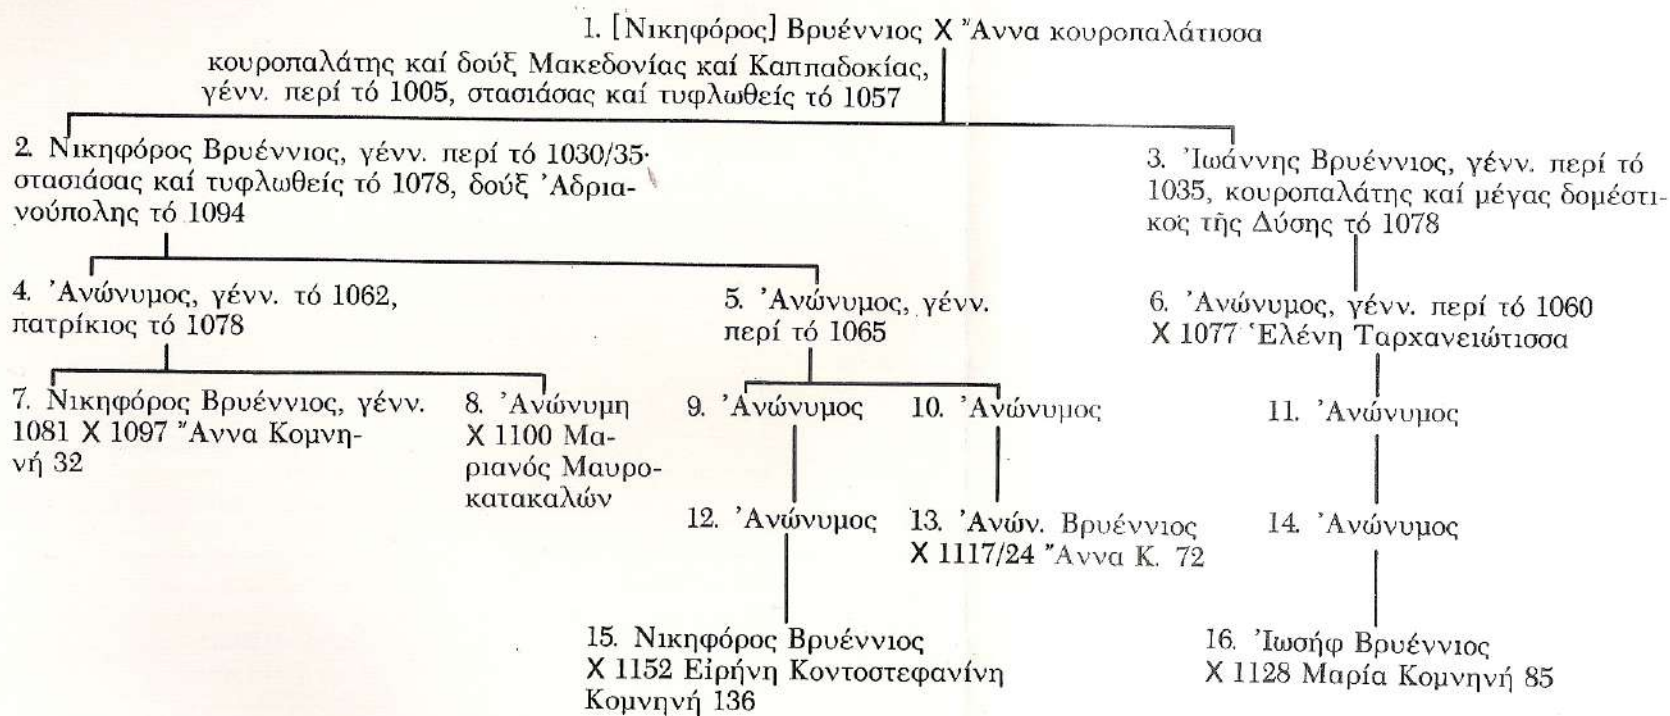 1. [Νικηφόρος] Βρυέννιος X Ἄννα κουροπαλάτισσα
κουροπαλάτης καί δούξ Μακεδονίας καί Καππαδοκίας,
γένν. περί τό 1005, στασιάσας καί τυφλωθείς τό 1057
2. Νικηφόρος Βρυέννιος, γένν. περί τό 1030/35·
στασιάσας καί τυφλωθείς τό 1078, δούξ Ἀδρια-
νούπολης τό 1094
3. Ἰωάννης Βρυέννιος, γένν. περί τό
1035, κουροπαλάτης καί μέγας δομέστι-
κος τῆς Δύσης τό 1078
4. Ἀνώνυμος, γένν. τό 1062,
πατρίκιος τό 1078
5. Ἀνώνυμος, γένν.
περί τό 1065
6. Ἀνώνυμος, γένν. περί τό 1060
X 1077 Ἑλένη Ταρχανειώτισσα
7. Νικηφόρος Βρυέννιος, γένν.
1081 X 1097 Ἄννα Κομνη-
νή 32
8. Ἀνώνυμη
X 1100 Μα-
ριανός Μαυρο-
κατακαλών
9. Ἀνώνυμος
10. Ἀνώνυμος
11. Ἀνώνυμος
12. Ἀνώνυμος
13. Ἀνών. Βρυέννιος
X 1117/24 Ἄννα Κ. 72
14. Ἀνώνυμος
15. Νικηφόρος Βρυέννιος
X 1152 Εἰρήνη Κοντοστεφανίνη
Κομνηνή 136
16. Ἰωσήφ Βρυέννιος
X 1128 Μαρία Κομνηνή 85